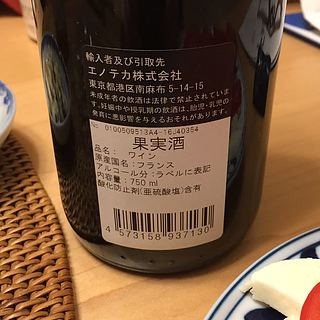 輸入者及び引取先
エノテカ株式会社
東京都港区南麻布5-14-15
未成年者の飲酒は法律で禁止されていま
す。妊娠中や授乳期の飲酒は、胎児・乳児の
発育に悪影響を与えるおそれがあります。
№ 0100509513A4-16J40354
果実酒
品名: ワイン
原産国名:フランス
アルコール分:ラベルに表記
内容量:750 ml
酸化防止剤(亜硫酸塩)含有
4 573158 937130